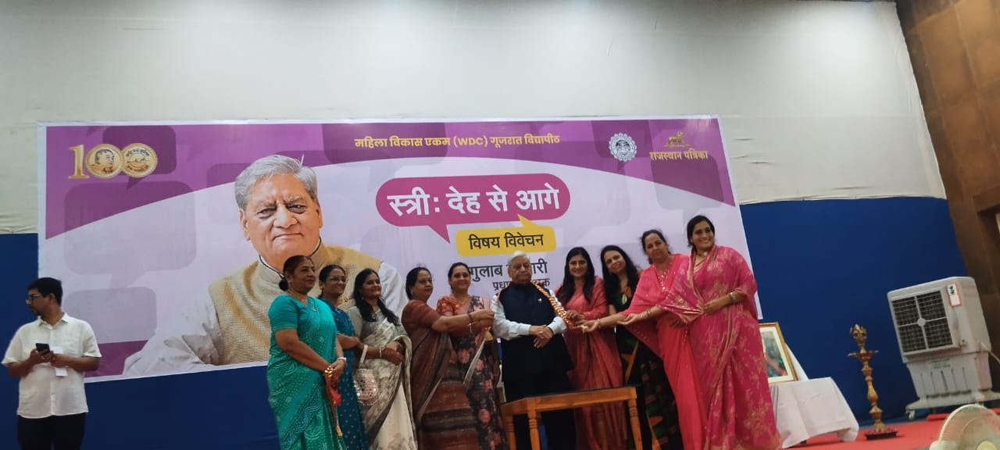 100
महिला विकास एकम (WDC) गूजरात विद्यापीठ
राजस्थान पत्रिका
स्त्री: देह से आगे
विषय विवेचन
गुलाब